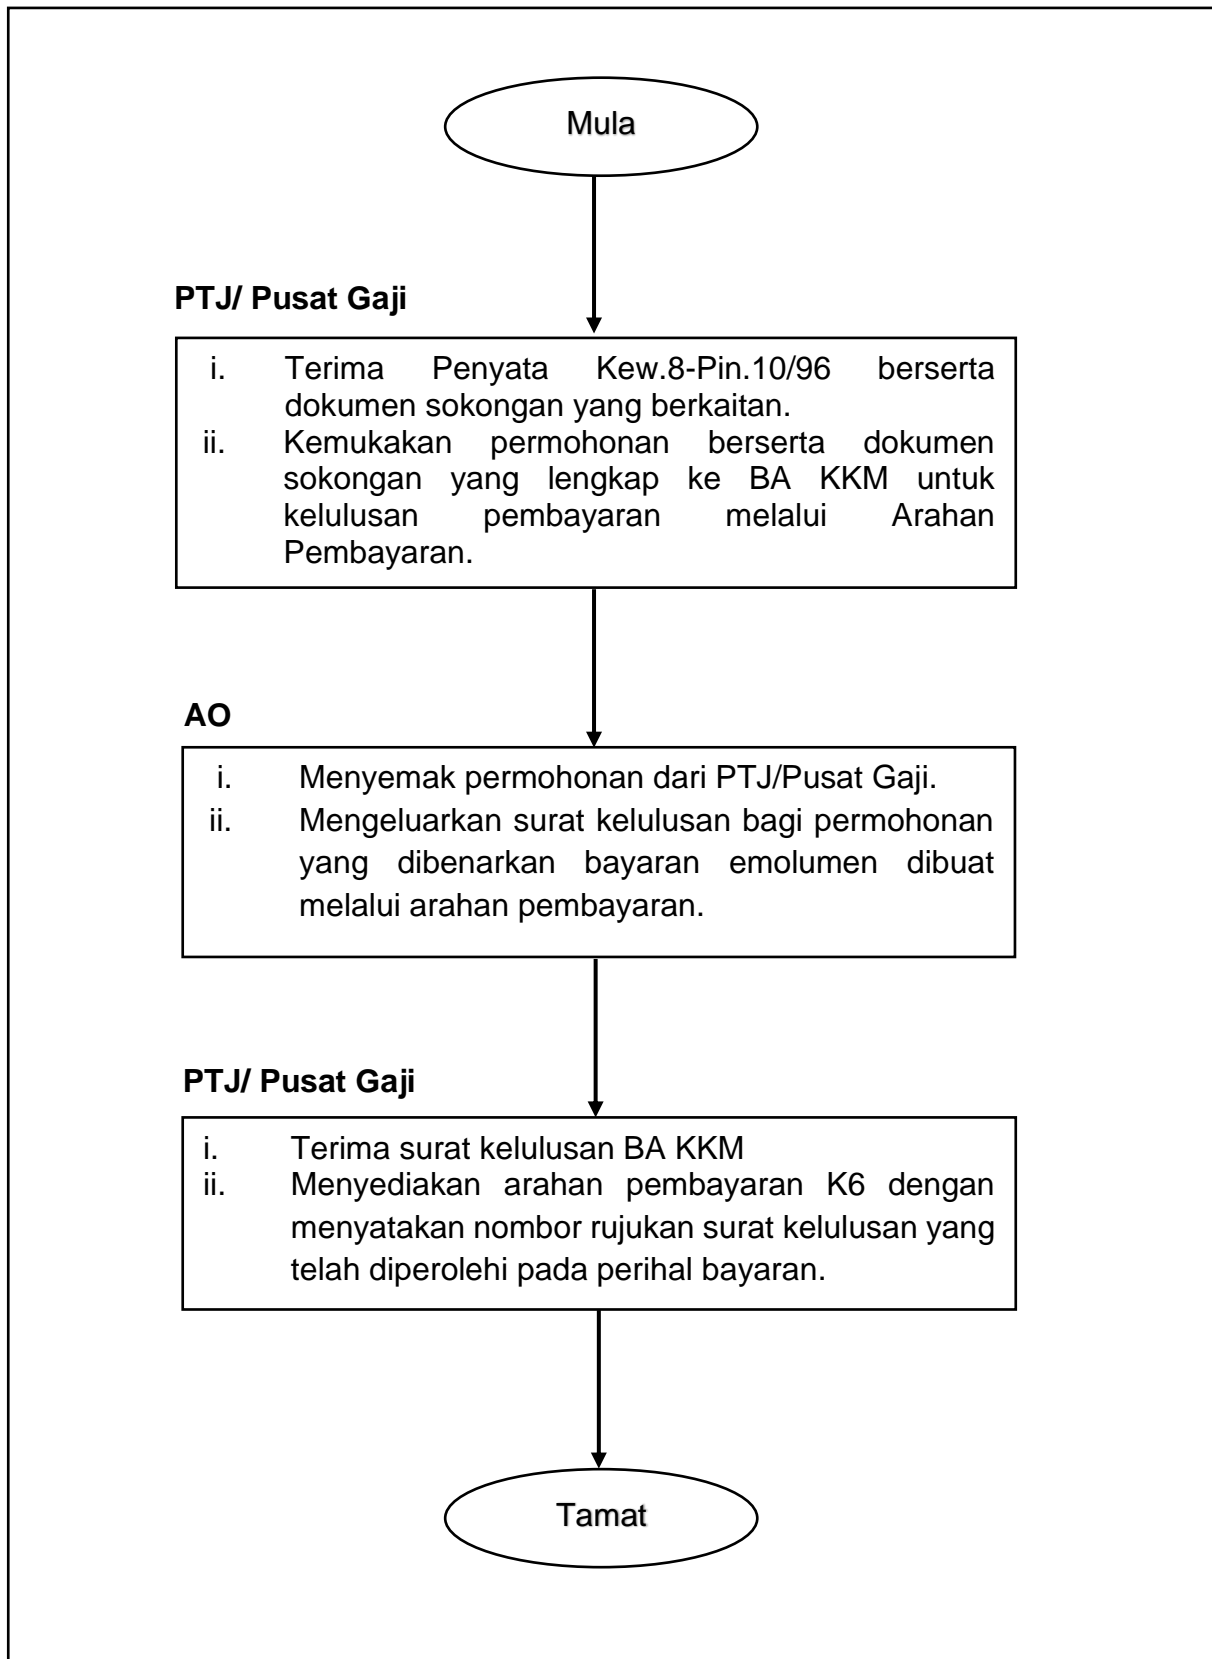 Mula
PTJ/ Pusat Gaji
i. Terima Penyata Kew.8-Pin.10/96 berserta
dokumen sokongan yang berkaitan.
ii. Kemukakan permohonan berserta dokumen
sokongan yang lengkap ke BA KKM untuk
kelulusan pembayaran melalui Arahan
Pembayaran.
AO
i. Menyemak permohonan dari PTJ/Pusat Gaji.
ii. Mengeluarkan surat kelulusan bagi permohonan
yang dibenarkan bayaran emolumen dibuat
melalui arahan pembayaran.
PTJ/ Pusat Gaji
i. Terima surat kelulusan BA KKM
ii. Menyediakan arahan pembayaran K6 dengan
menyatakan nombor rujukan surat kelulusan yang
telah diperolehi pada perihal bayaran.
Tamat